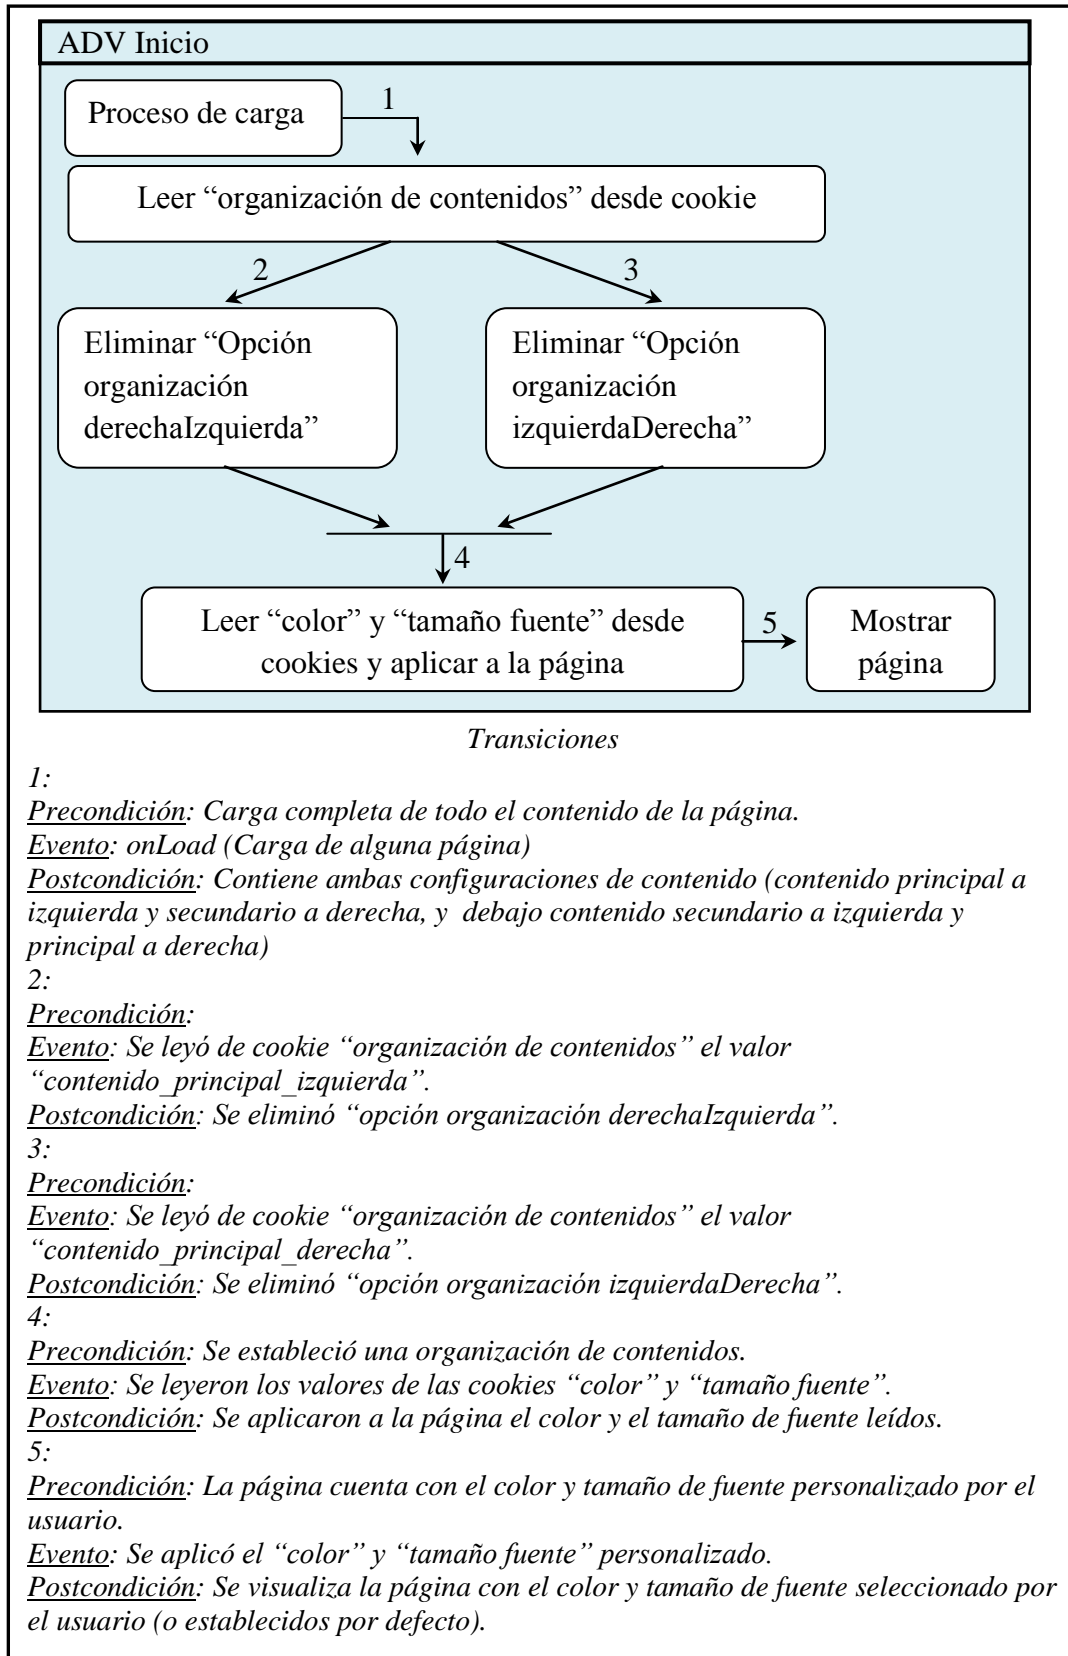 ADV Inicio
Proceso de carga
1
Leer “organización de contenidos” desde cookie
2
3
Eliminar “Opción
organización
derechaIzquierda”
Eliminar “Opción
organización
izquierdaDerecha”
4
Leer “color” y “tamaño fuente” desde
cookies y aplicar a la página
5
Mostrar
página
Transiciones
1:
Precondición: Carga completa de todo el contenido de la página.
Evento: onLoad (Carga de alguna página)
Postcondición: Contiene ambas configuraciones de contenido (contenido principal a
izquierda y secundario a derecha, y debajo contenido secundario a izquierda y
principal a derecha)
2:
Precondición:
Evento: Se leyó de cookie “organización de contenidos” el valor
“contenido_principal_izquierda”.
Postcondición: Se eliminó “opción organización derechaIzquierda”.
3:
Precondición:
Evento: Se leyó de cookie “organización de contenidos” el valor
“contenido_principal_derecha”.
Postcondición: Se eliminó “opción organización izquierdaDerecha”.
4:
Precondición: Se estableció una organización de contenidos.
Evento: Se leyeron los valores de las cookies “color” y “tamaño fuente”.
Postcondición: Se aplicaron a la página el color y el tamaño de fuente leídos.
5:
Precondición: La página cuenta con el color y tamaño de fuente personalizado por el
usuario.
Evento: Se aplicó el “color” y “tamaño fuente” personalizado.
Postcondición: Se visualiza la página con el color y tamaño de fuente seleccionado por
el usuario (o establecidos por defecto).